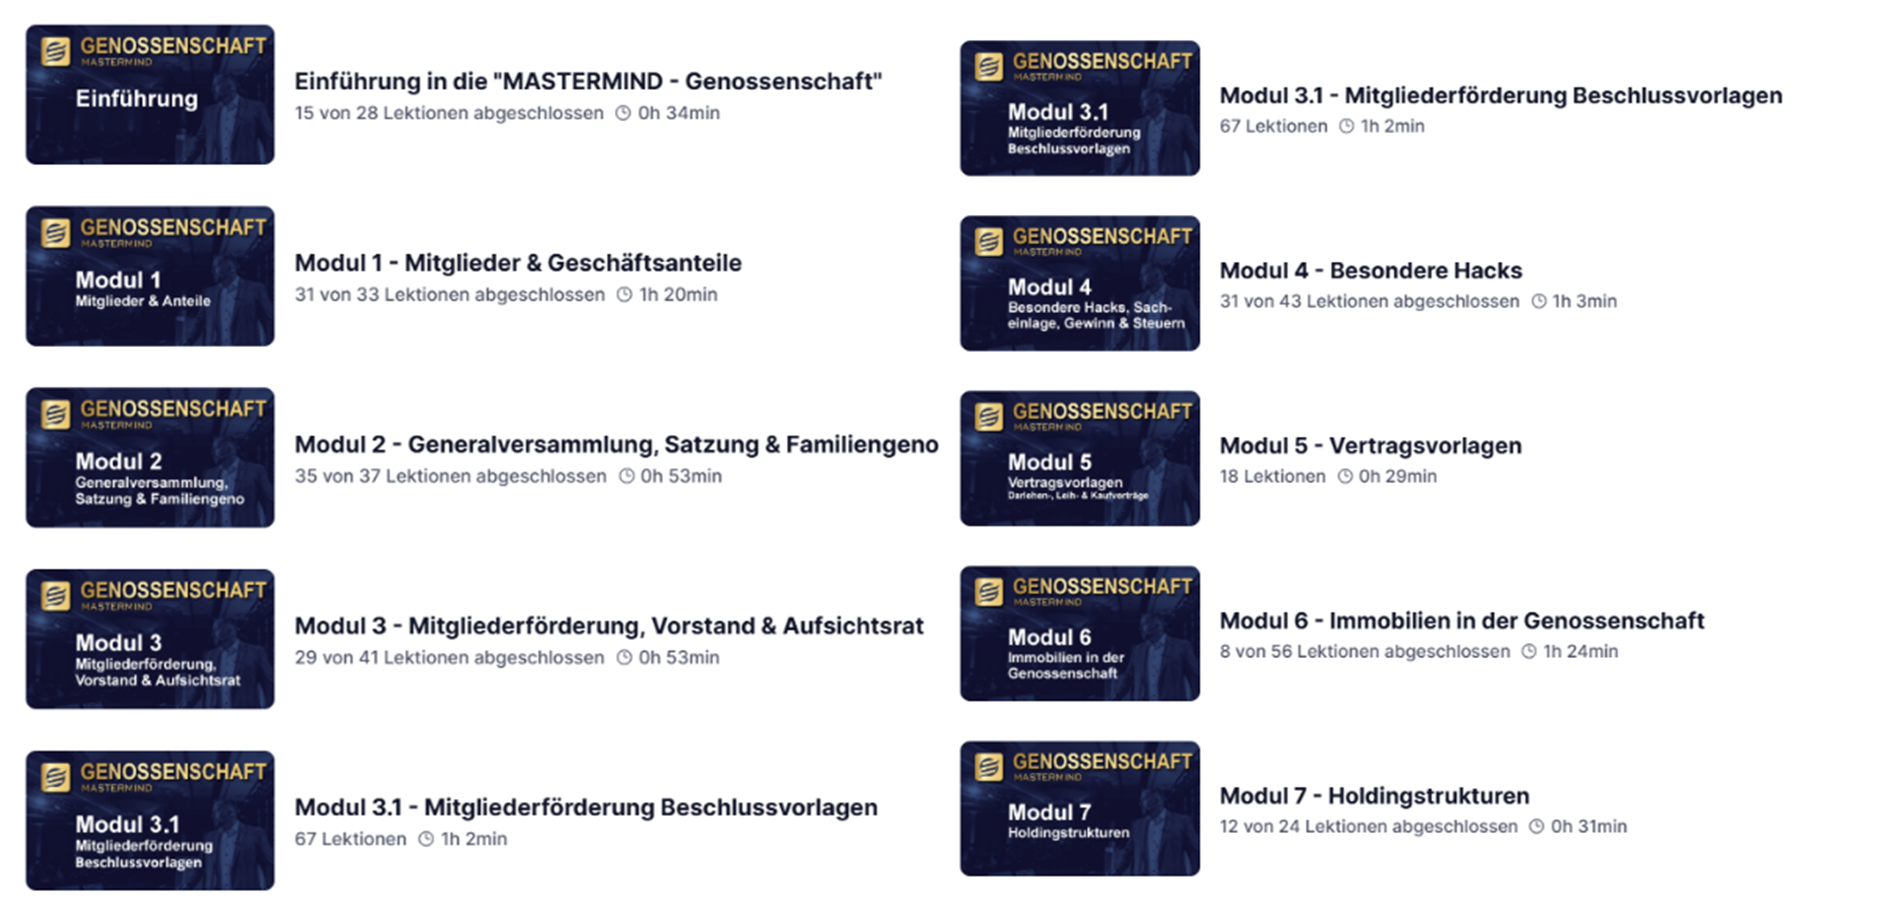 GENOSSENSCHAFT
MASTERMIND
Einführung
Einführung in die "MASTERMIND - Genossenschaft"
15 von 28 Lektionen abgeschlossen 0h 34min
GENOSSENSCHAFT
MASTERMIND
Modul 1
Mitglieder & Anteile
Modul 1 - Mitglieder & Geschäftsanteile
31 von 33 Lektionen abgeschlossen 1h 20min
GENOSSENSCHAFT
MASTERMIND
Modul 2
Generalversammlung,
Satzung & Familiengeno
Modul 2 - Generalversammlung, Satzung & Familiengeno
35 von 37 Lektionen abgeschlossen 0h 53min
GENOSSENSCHAFT
MASTERMIND
Modul 3
Mitgliederförderung,
Vorstand & Aufsichtsrat
Modul 3 - Mitgliederförderung, Vorstand & Aufsichtsrat
29 von 41 Lektionen abgeschlossen 0h 53min
GENOSSENSCHAFT
MASTERMIND
Modul 3.1
Mitgliederförderung
Beschlussvorlagen
Modul 3.1 - Mitgliederförderung Beschlussvorlagen
67 Lektionen 1h 2min
GENOSSENSCHAFT
MASTERMIND
Modul 3.1
Mitgliederförderung
Beschlussvorlagen
Modul 3.1 - Mitgliederförderung Beschlussvorlagen
67 Lektionen 1h 2min
GENOSSENSCHAFT
MASTERMIND
Modul 4
Besondere Hacks, Sach-
einlage, Gewinn & Steuern
Modul 4 - Besondere Hacks
31 von 43 Lektionen abgeschlossen 1h 3min
GENOSSENSCHAFT
MASTERMIND
Modul 5
Vertragsvorlagen
Darlehen-, Leih- & Kaufverträge
Modul 5 - Vertragsvorlagen
18 Lektionen 0h 29min
GENOSSENSCHAFT
MASTERMIND
Modul 6
Immobilien in der
Genossenschaft
Modul 6 - Immobilien in der Genossenschaft
8 von 56 Lektionen abgeschlossen 1h 24min
GENOSSENSCHAFT
MASTERMIND
Modul 7
Holdingstrukturen
Modul 7 - Holdingstrukturen
12 von 24 Lektionen abgeschlossen 0h 31min